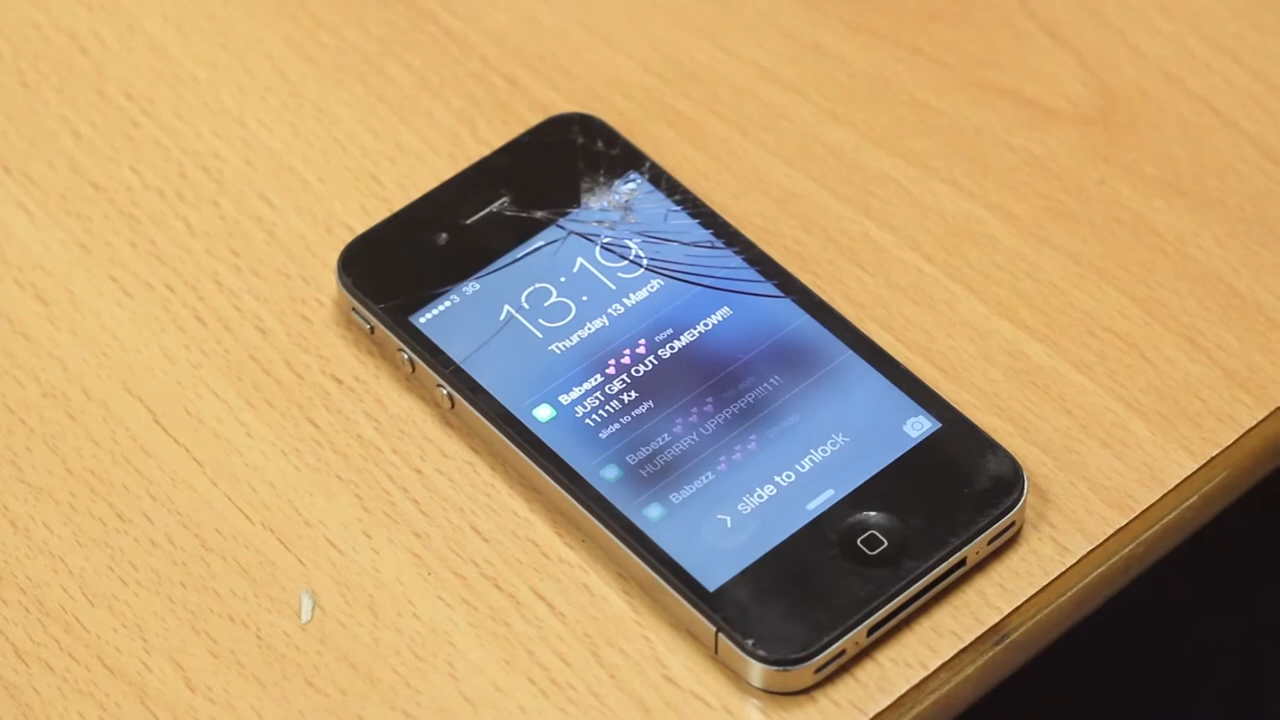 3 3G
13:19
Thursday 13 March
Babezz 💕💕💕 now
JUST GET OUT SOMEHOW!!!
1111!! Xx
slide to reply
Babezz 💕💕💕
HURRRRY UPPPPPP!!!11!
Babezz 💕💕💕
> slide to unlock